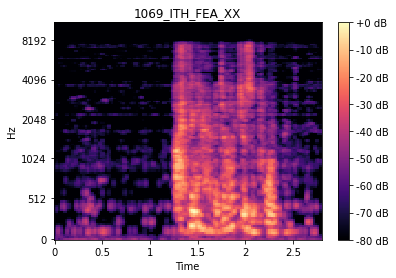 1069_ITH_FEA_XX
8192
4096
2048
1024
512
0
Hz
0 0.5 1 1.5 2 2.5
Time
+0 dB
-10 dB
-20 dB
-30 dB
-40 dB
-50 dB
-60 dB
-70 dB
-80 dB